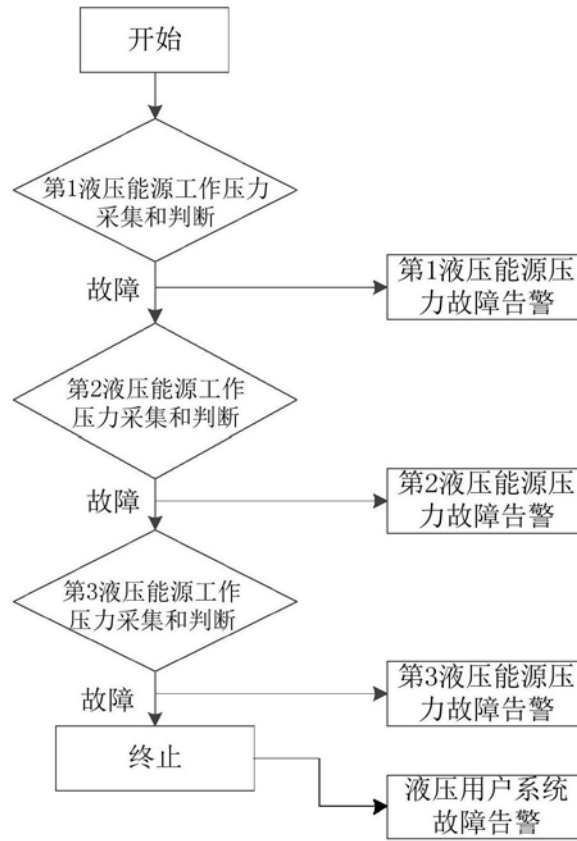 开始
第1液压能源工作压力
采集和判断
故障
第1液压能源压
力故障告警
第2液压能源工作
压力采集和判断
故障
第2液压能源压
力故障告警
第3液压能源工作
压力采集和判断
故障
第3液压能源压
力故障告警
终止
液压用户系统
故障告警